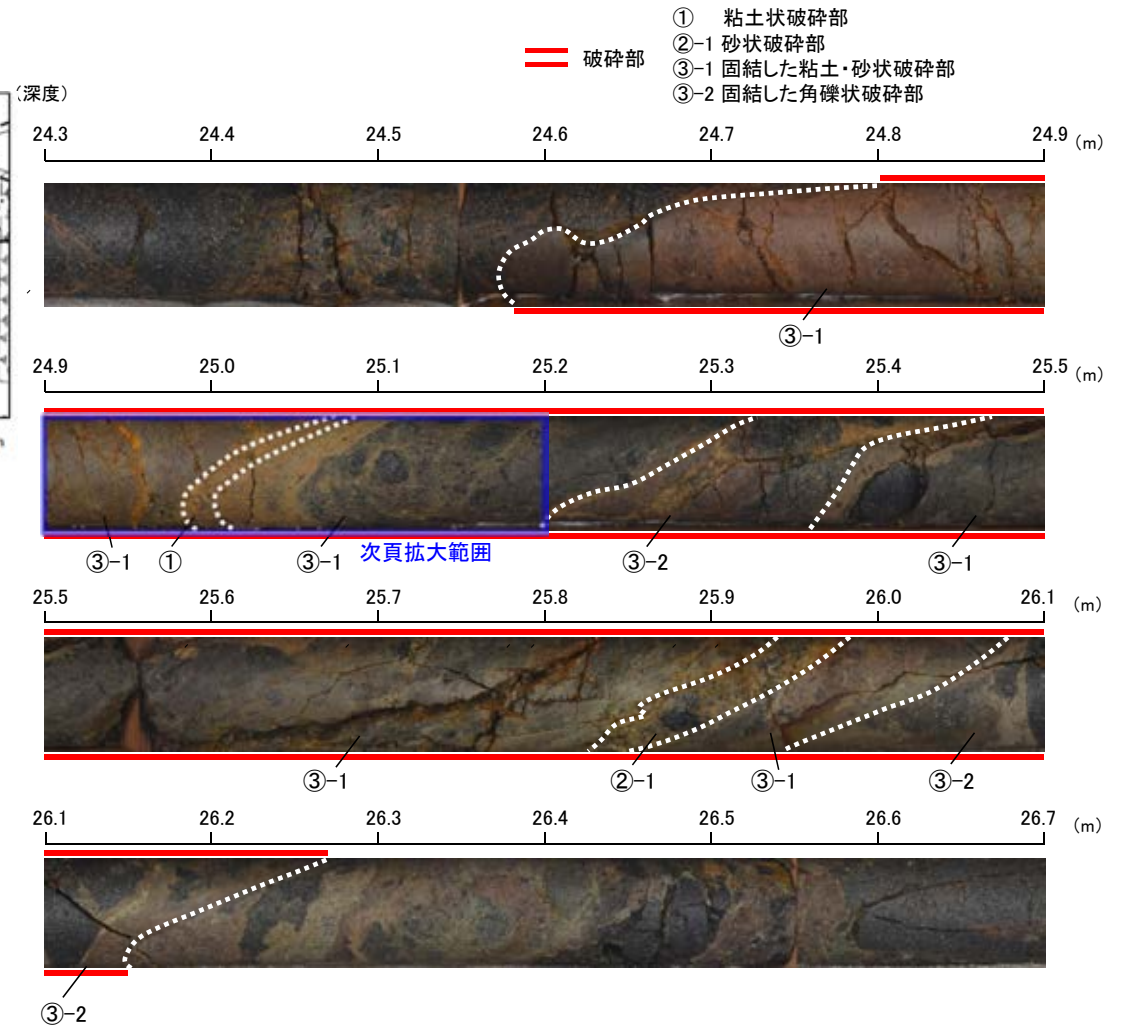 ① 粘土状破砕部
②-1 砂状破砕部
破砕部
③-1 固結した粘土・砂状破砕部
③-2 固結した角礫状破砕部
(深度)
24.3 24.4 24.5 24.6 24.7 24.8 24.9 (m)
③-1
24.9 25.0 25.1 25.2 25.3 25.4 25.5 (m)
③-1 ① ③-1 次頁拡大範囲 ③-2 ③-1
25.5 25.6 25.7 25.8 25.9 26.0 26.1 (m)
③-1 ②-1 ③-1 ③-2
26.1 26.2 26.3 26.4 26.5 26.6 26.7 (m)
③-2